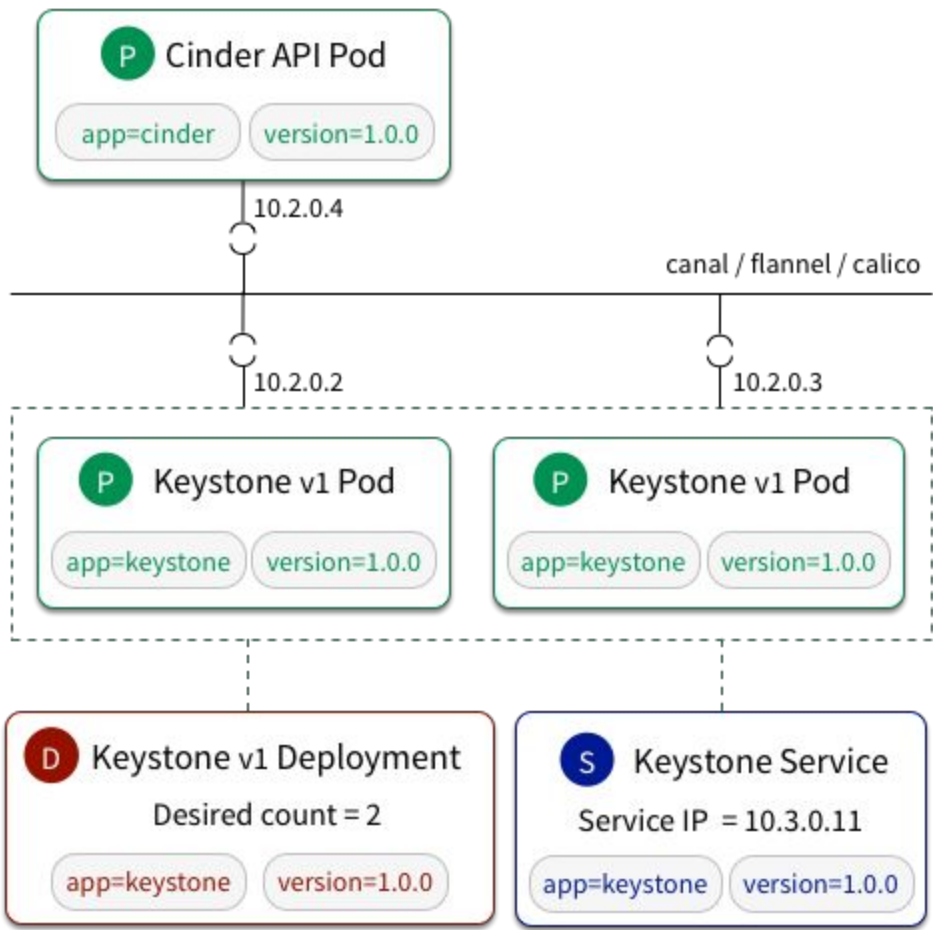 P Cinder API Pod
app=cinder version=1.0.0
10.2.0.4
canal / flannel / calico
10.2.0.2 10.2.0.3
P Keystone v1 Pod
app=keystone version=1.0.0
P Keystone v1 Pod
app=keystone version=1.0.0
D Keystone v1 Deployment
Desired count = 2
app=keystone version=1.0.0
S Keystone Service
Service IP = 10.3.0.11
app=keystone version=1.0.0